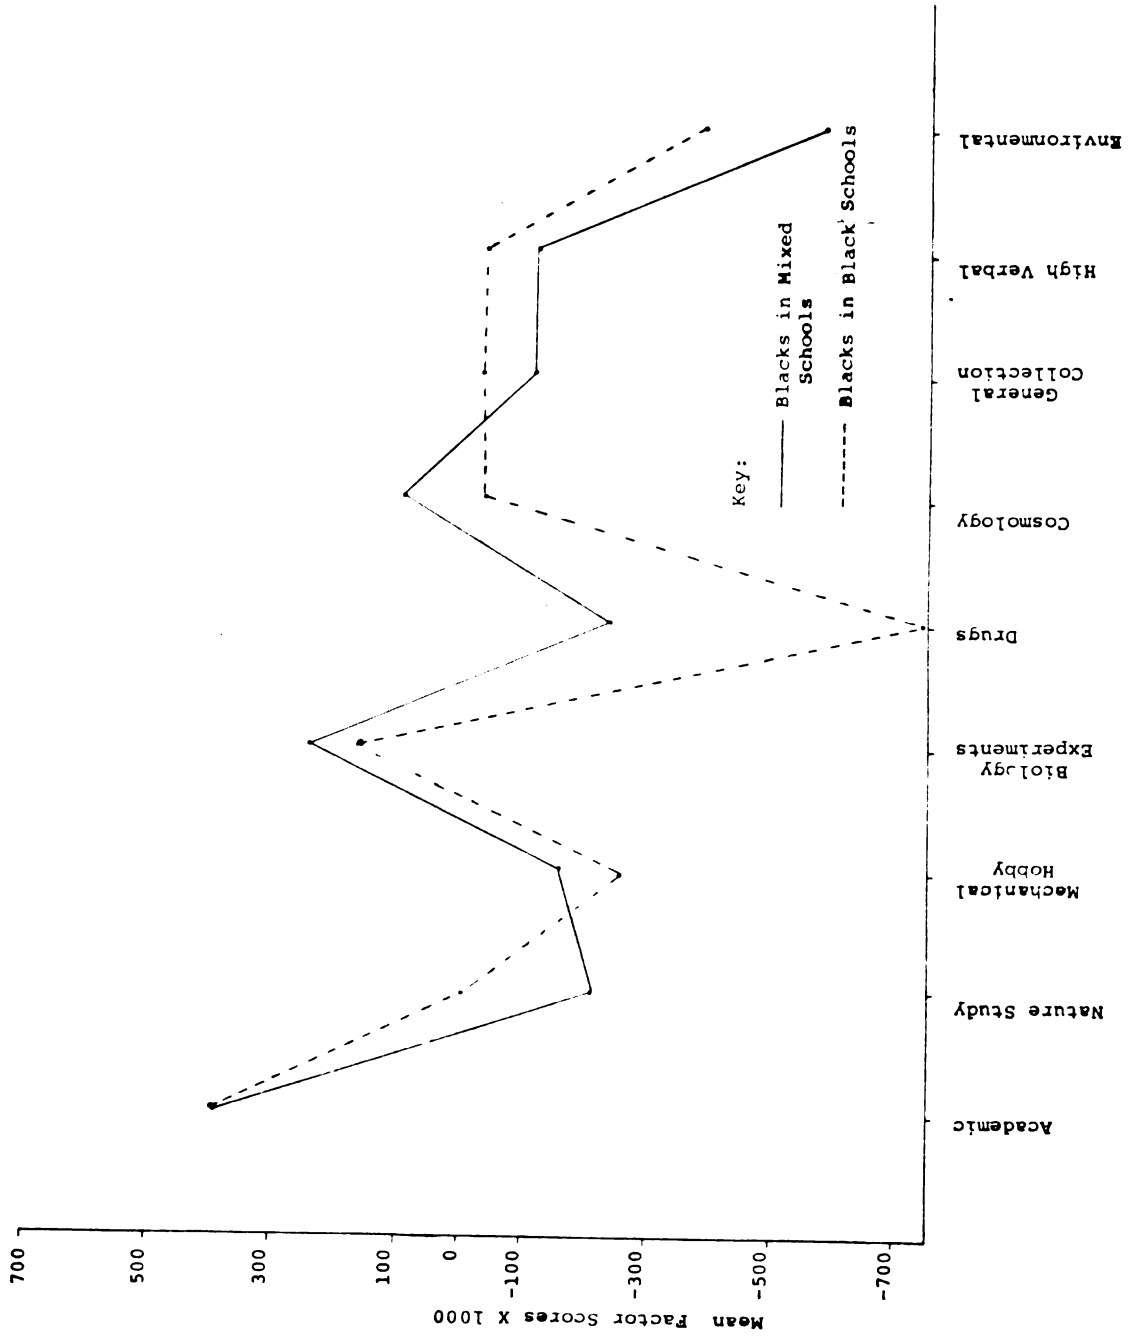 Mean Factor Scores X 1000
700
500
300
100
0
-100
-300
-500
-700
Academic
Nature Study
Mechanical
Hobby
Biology
Experiments
Drugs
Cosmology
General
Collection
High Verbal
Environmental
Key:
Blacks in Mixed
Schools
Blacks in Black Schools